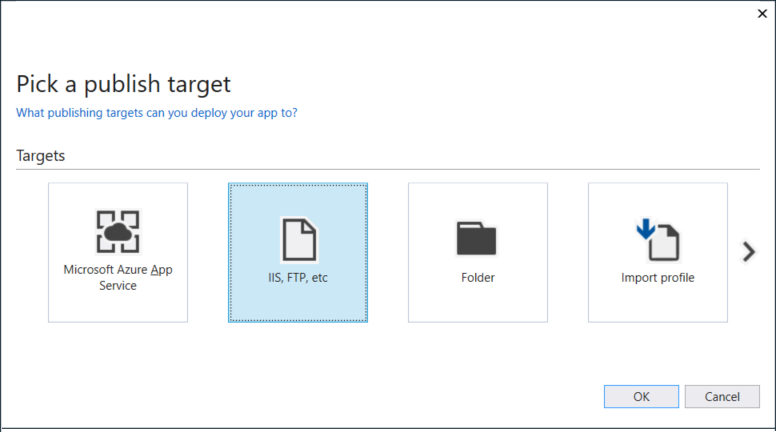 Pick a publish target
What publishing targets can you deploy your app to?
Targets
Microsoft Azure App
Service
IIS, FTP, etc
Folder
Import profile
OK
Cancel